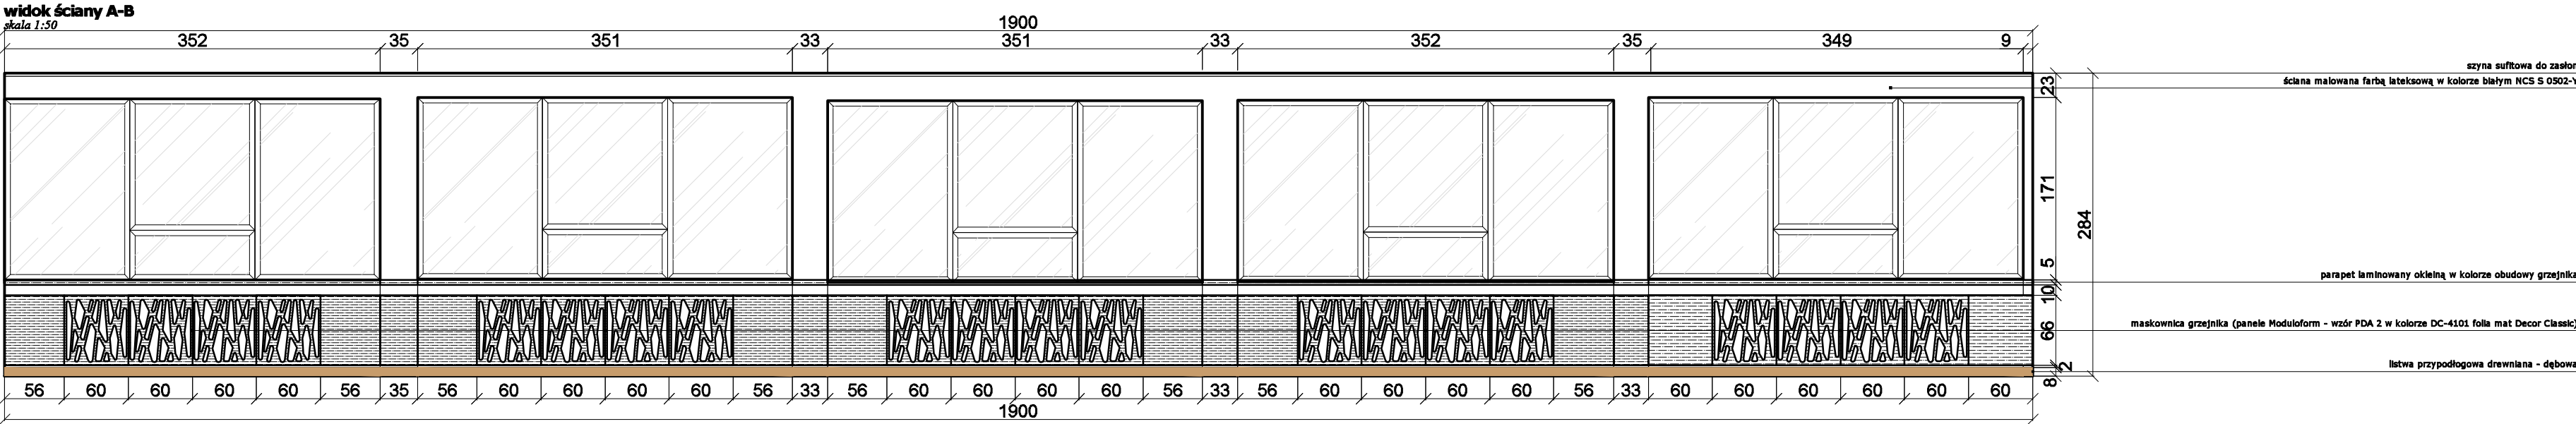 widok ściany A-B
skala 1:50
1900
352 35 351 33 351 33 352 35 349 9
szyna sufitowa do zasłon
ściana malowana farbą lateksową w kolorze białym NCS S 0502-Y
23
171
284
5
parapet laminowany okleiną w kolorze obudowy grzejnika
10
maskownica grzejnika (panele Moduloform - wzór PDA 2 w kolorze DC-4101 folia mat Decor Classic)
66
listwa przypodłogowa drewniana - dębowa
2
8
56 60 60 60 60 56 35 56 60 60 60 60 56 33 56 60 60 60 60 56 33 56 60 60 60 60 56 33 60 60 60 60 60 60
1900